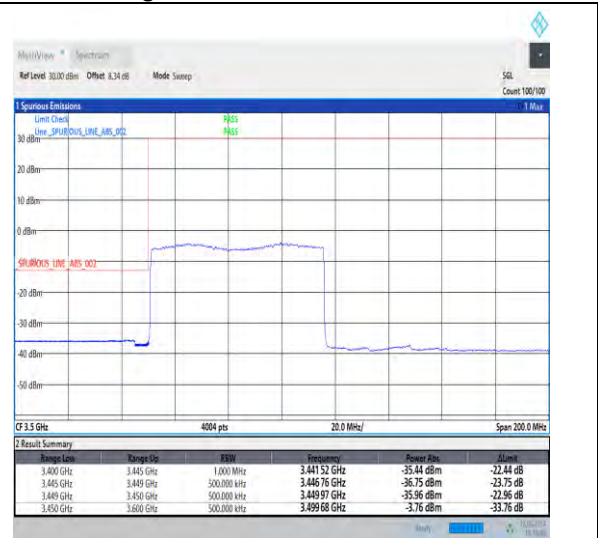 MultiView Spectrum
Ref Level 30.00 dBm Offset 8.34 dB Mode Sweep SGL
Count 100/100
1 Spurious Emissions 1 Max
Limit Check PASS
Line _SPURIOUS_LINE_ABS_002 PASS
30 dBm
20 dBm
10 dBm
0 dBm
SPURIOUS_LINE_ABS_002
-20 dBm
-30 dBm
-40 dBm
-50 dBm
CF 3.5 GHz 4004 pts 20.0 MHz/ Span 200.0 MHz
2 Result Summary
Range Low Range Up RBW Frequency Power Abs ΔLimit
3.400 GHz 3.445 GHz 1.000 MHz 3.441 52 GHz -35.44 dBm -22.44 dB
3.445 GHz 3.449 GHz 500.000 kHz 3.446 76 GHz -36.75 dBm -23.75 dB
3.449 GHz 3.450 GHz 500.000 kHz 3.449 97 GHz -35.96 dBm -22.96 dB
3.450 GHz 3.600 GHz 500.000 kHz 3.499 68 GHz -3.76 dBm -33.76 dB
Ready